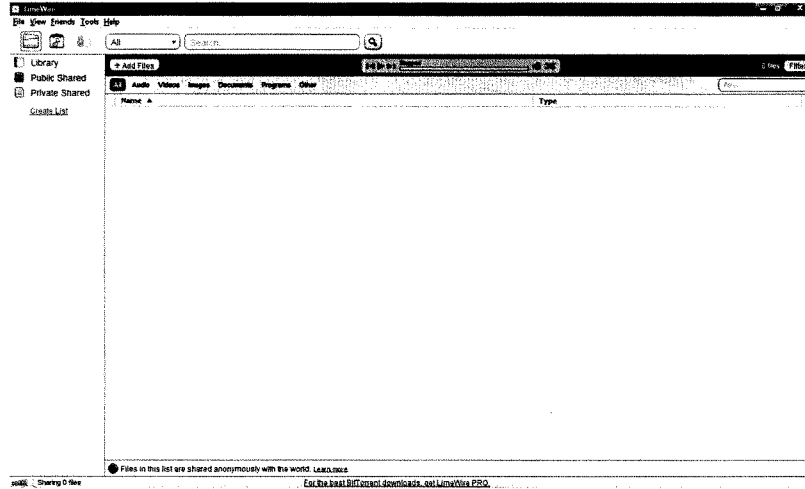 LimeWire
File View Friends Tools Help
All Search...
Library
Public Shared
Private Shared
Create List
+ Add Files
0 files
All Audio Videos Images Documents Programs Other
Name Type
Files in this list are shared anonymously with the world. Learn more
Sharing 0 files
For the best BitTorrent downloads, get LimeWire PRO.